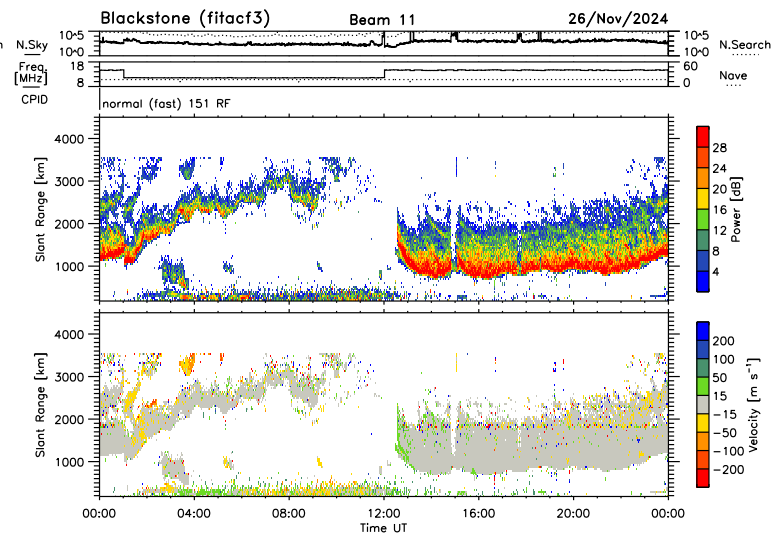 Blackstone (fitacf3) Beam 11 26/Nov/2024
n N.Sky 10^5 10^0 10^5 10^0 N.Search
Freq. [MHz] 18 8 60 0 Nave
CPID normal (fast) 151 RF
Slant Range [km] 4000 3000 2000 1000
28 24 20 16 12 8 4 Power [dB]
Slant Range [km] 4000 3000 2000 1000
200 100 50 15 −15 −50 −100 −200 Velocity [m s⁻¹]
00:00 04:00 08:00 12:00 16:00 20:00 00:00
Time UT